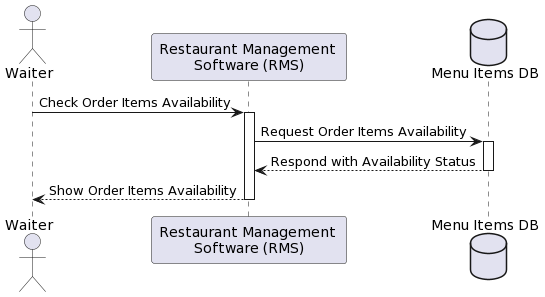 Waiter
Restaurant Management
Software (RMS)
Menu Items DB
Check Order Items Availability
Request Order Items Availability
Respond with Availability Status
Show Order Items Availability
Waiter
Restaurant Management
Software (RMS)
Menu Items DB